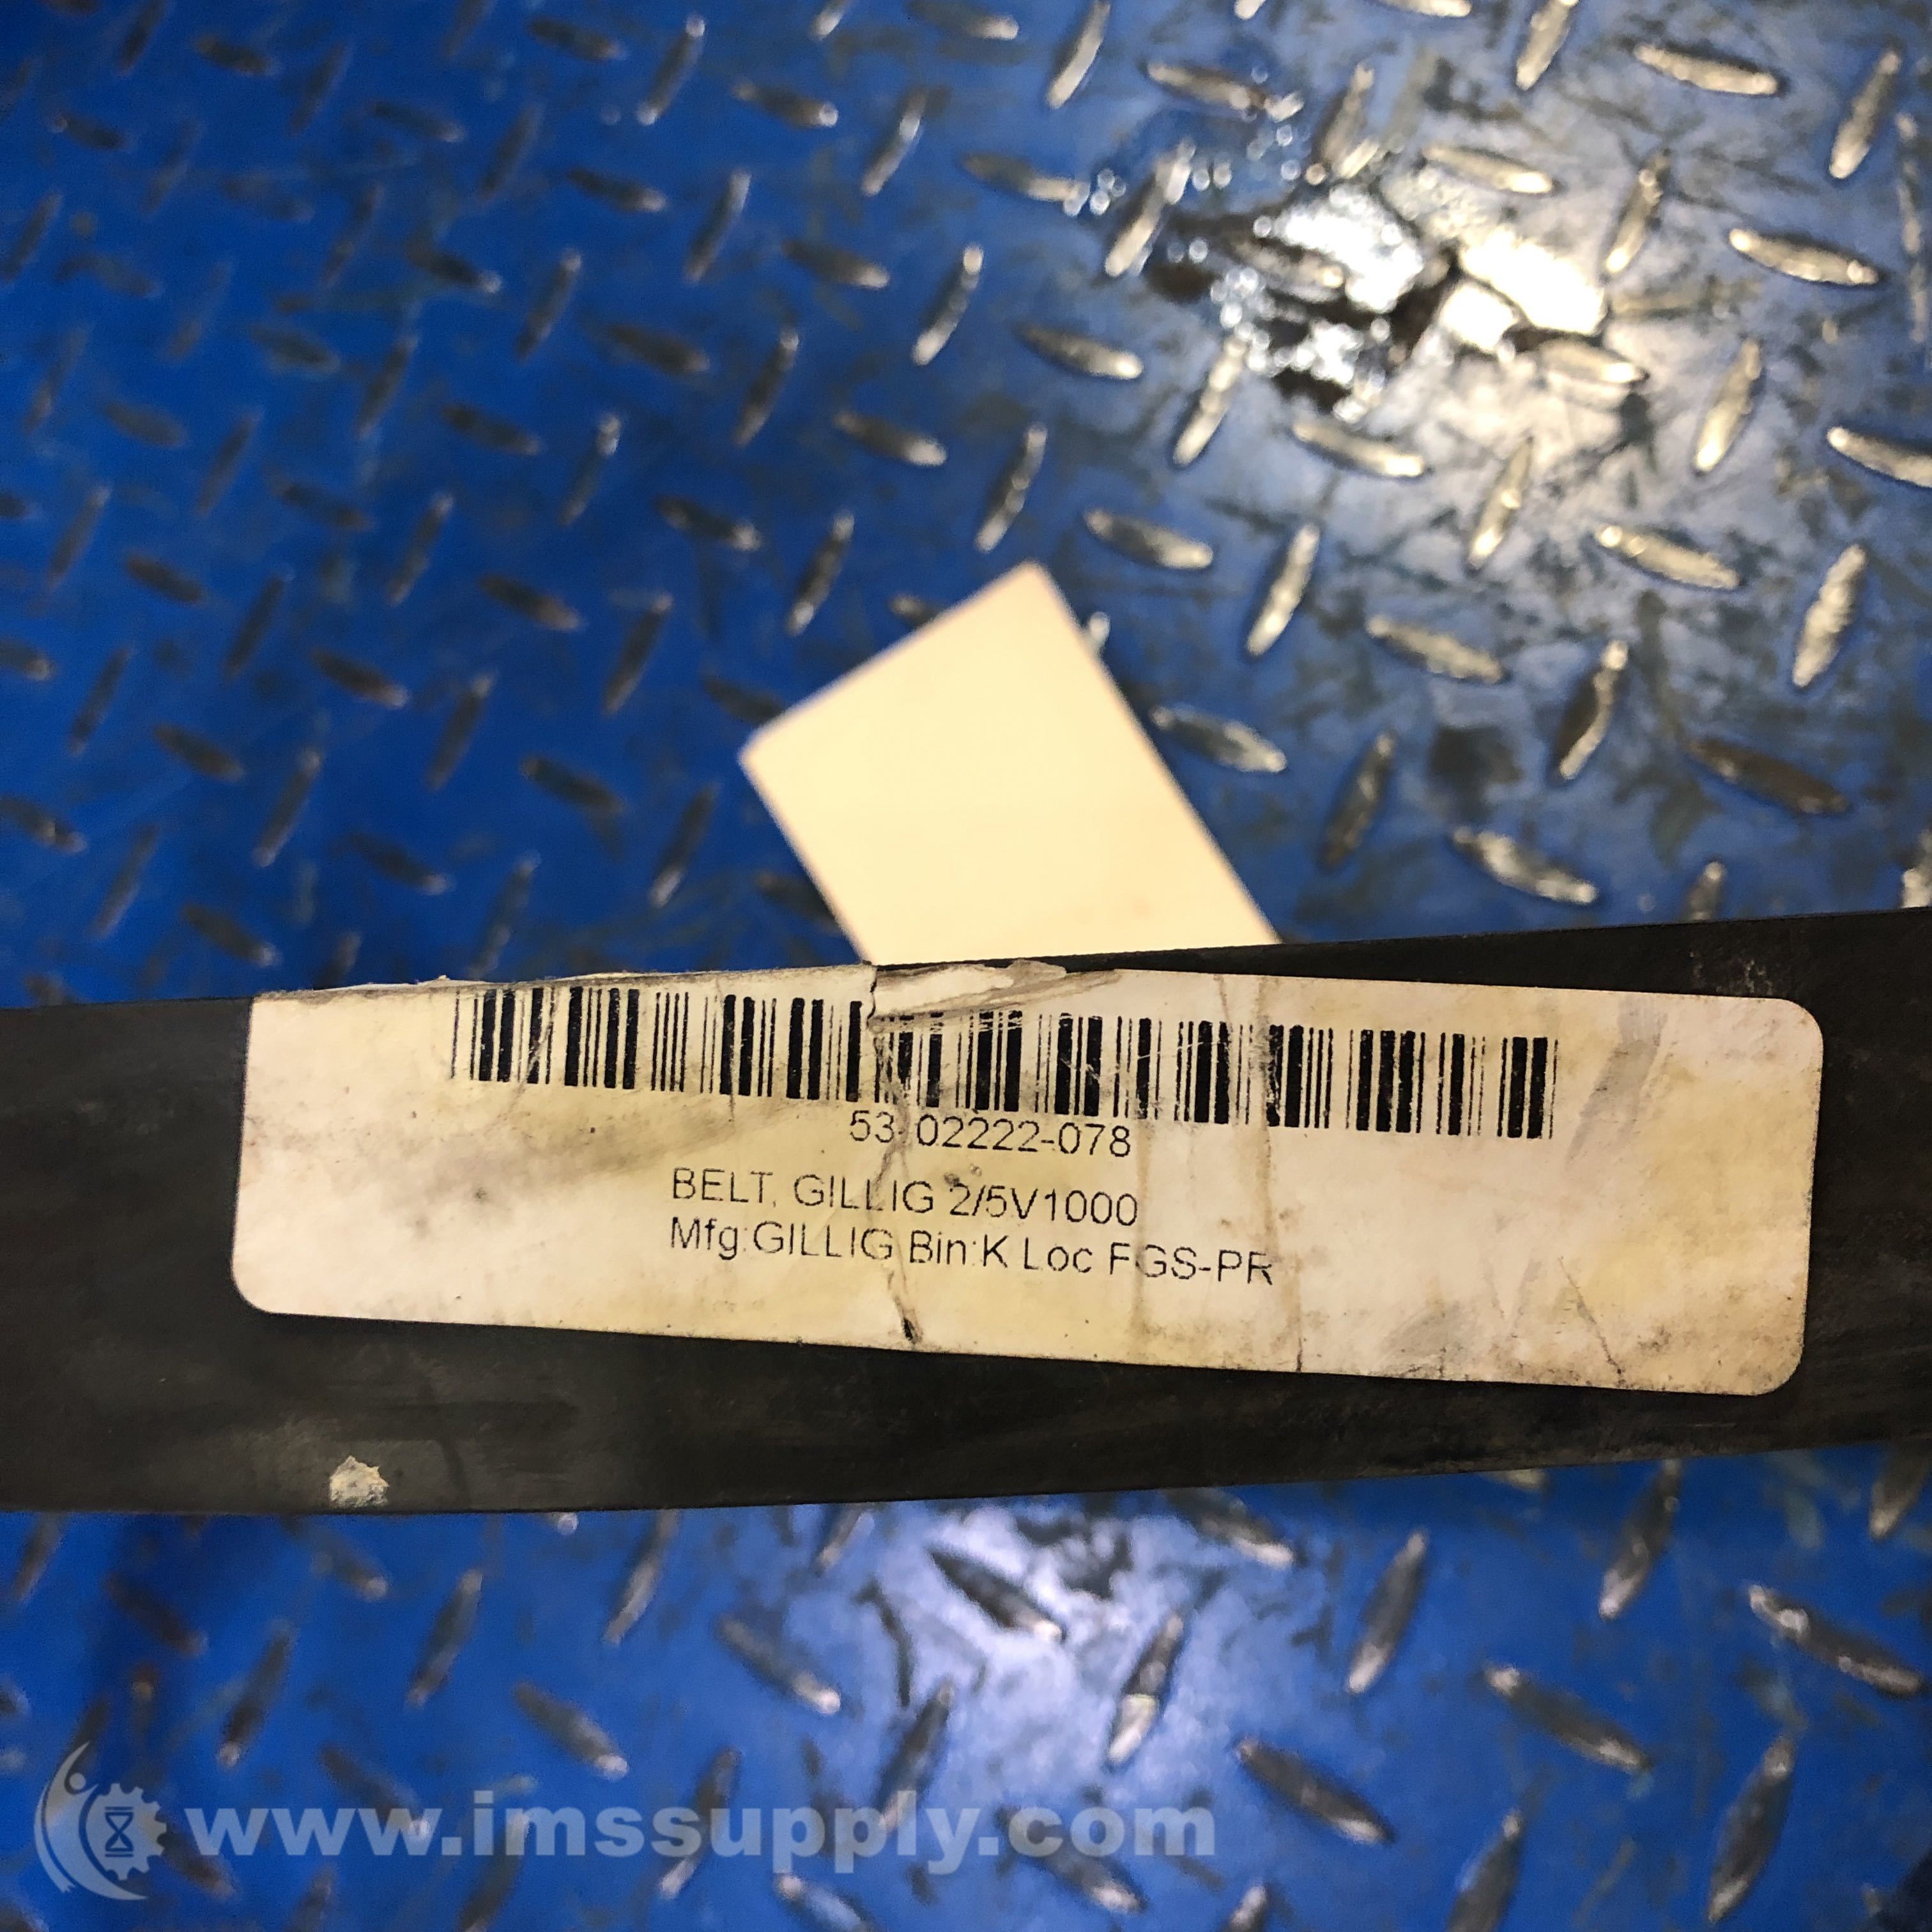 53-02222-078
BELT, GILLIG 2/5V1000
Mfg:GILLIG Bin:K Loc FGS-PR
www.imssupply.com